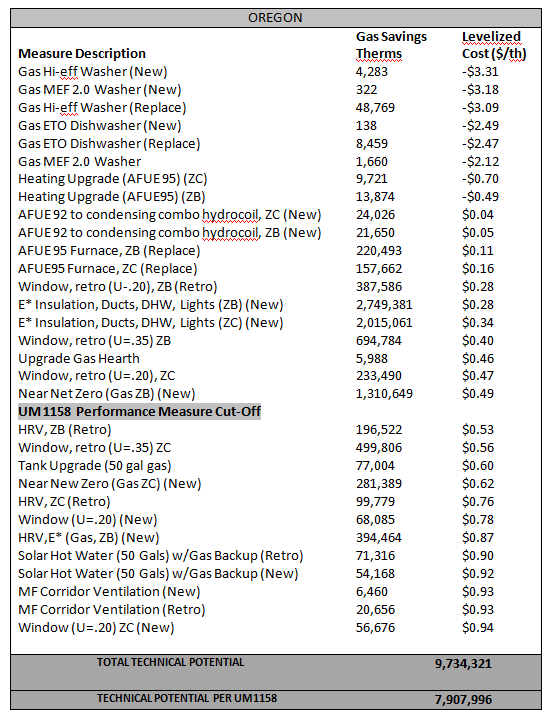 OREGON
Measure Description Gas Savings Therms Levelized Cost ($/th)
Gas Hi-eff Washer (New) 4,283 -$3.31
Gas MEF 2.0 Washer (New) 322 -$3.18
Gas Hi-eff Washer (Replace) 48,769 -$3.09
Gas ETO Dishwasher (New) 138 -$2.49
Gas ETO Dishwasher (Replace) 8,459 -$2.47
Gas MEF 2.0 Washer 1,660 -$2.12
Heating Upgrade (AFUE 95) (ZC) 9,721 -$0.70
Heating Upgrade (AFUE95) (ZB) 13,874 -$0.49
AFUE 92 to condensing combo hydrocoil, ZC (New) 24,026 $0.04
AFUE 92 to condensing combo hydrocoil, ZB (New) 21,650 $0.05
AFUE 95 Furnace, ZB (Replace) 220,493 $0.11
AFUE95 Furnace, ZC (Replace) 157,662 $0.16
Window, retro (U-.20), ZB (Retro) 387,586 $0.28
E* Insulation, Ducts, DHW, Lights (ZB) (New) 2,749,381 $0.28
E* Insulation, Ducts, DHW, Lights (ZC) (New) 2,015,061 $0.34
Window, retro (U=.35) ZB 694,784 $0.40
Upgrade Gas Hearth 5,988 $0.46
Window, retro (U=.20), ZC 233,490 $0.47
Near Net Zero (Gas ZB) (New) 1,310,649 $0.49
UM1158 Performance Measure Cut-Off
HRV, ZB (Retro) 196,522 $0.53
Window, retro (U=.35) ZC 499,806 $0.56
Tank Upgrade (50 gal gas) 77,004 $0.60
Near New Zero (Gas ZC) (New) 281,389 $0.62
HRV, ZC (Retro) 99,779 $0.76
Window (U=.20) (New) 68,085 $0.78
HRV, E* (Gas, ZB) (New) 394,464 $0.87
Solar Hot Water (50 Gals) w/Gas Backup (Retro) 71,316 $0.90
Solar Hot Water (50 Gals) w/Gas Backup (New) 54,168 $0.92
MF Corridor Ventilation (New) 6,460 $0.93
MF Corridor Ventilation (Retro) 20,656 $0.93
Window (U=.20) ZC (New) 56,676 $0.94
TOTAL TECHNICAL POTENTIAL 9,734,321
TECHNICAL POTENTIAL PER UM1158 7,907,996